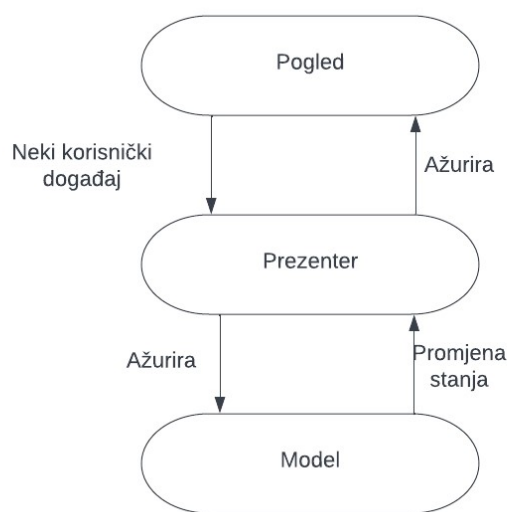 Pogled
Neki korisnički
događaj
Ažurira
Prezenter
Ažurira
Promjena
stanja
Model